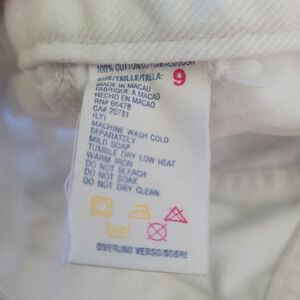 100% COTTON/COTON/ALGODON
SIZE/TAILLE/TALLA: 9
MADE IN MACAU
FABRIQUE A MACAO
HECHO EN MACAO
RN# 66478
CA# 20781
(LY)
MACHINE WASH COLD
SEPARATELY
MILD SOAP
TUMBLE DRY LOW HEAT
WARM IRON
DO NOT BLEACH
DO NOT SOAK
DO NOT DRY CLEAN
OVER/AU VERSO/SOBRE